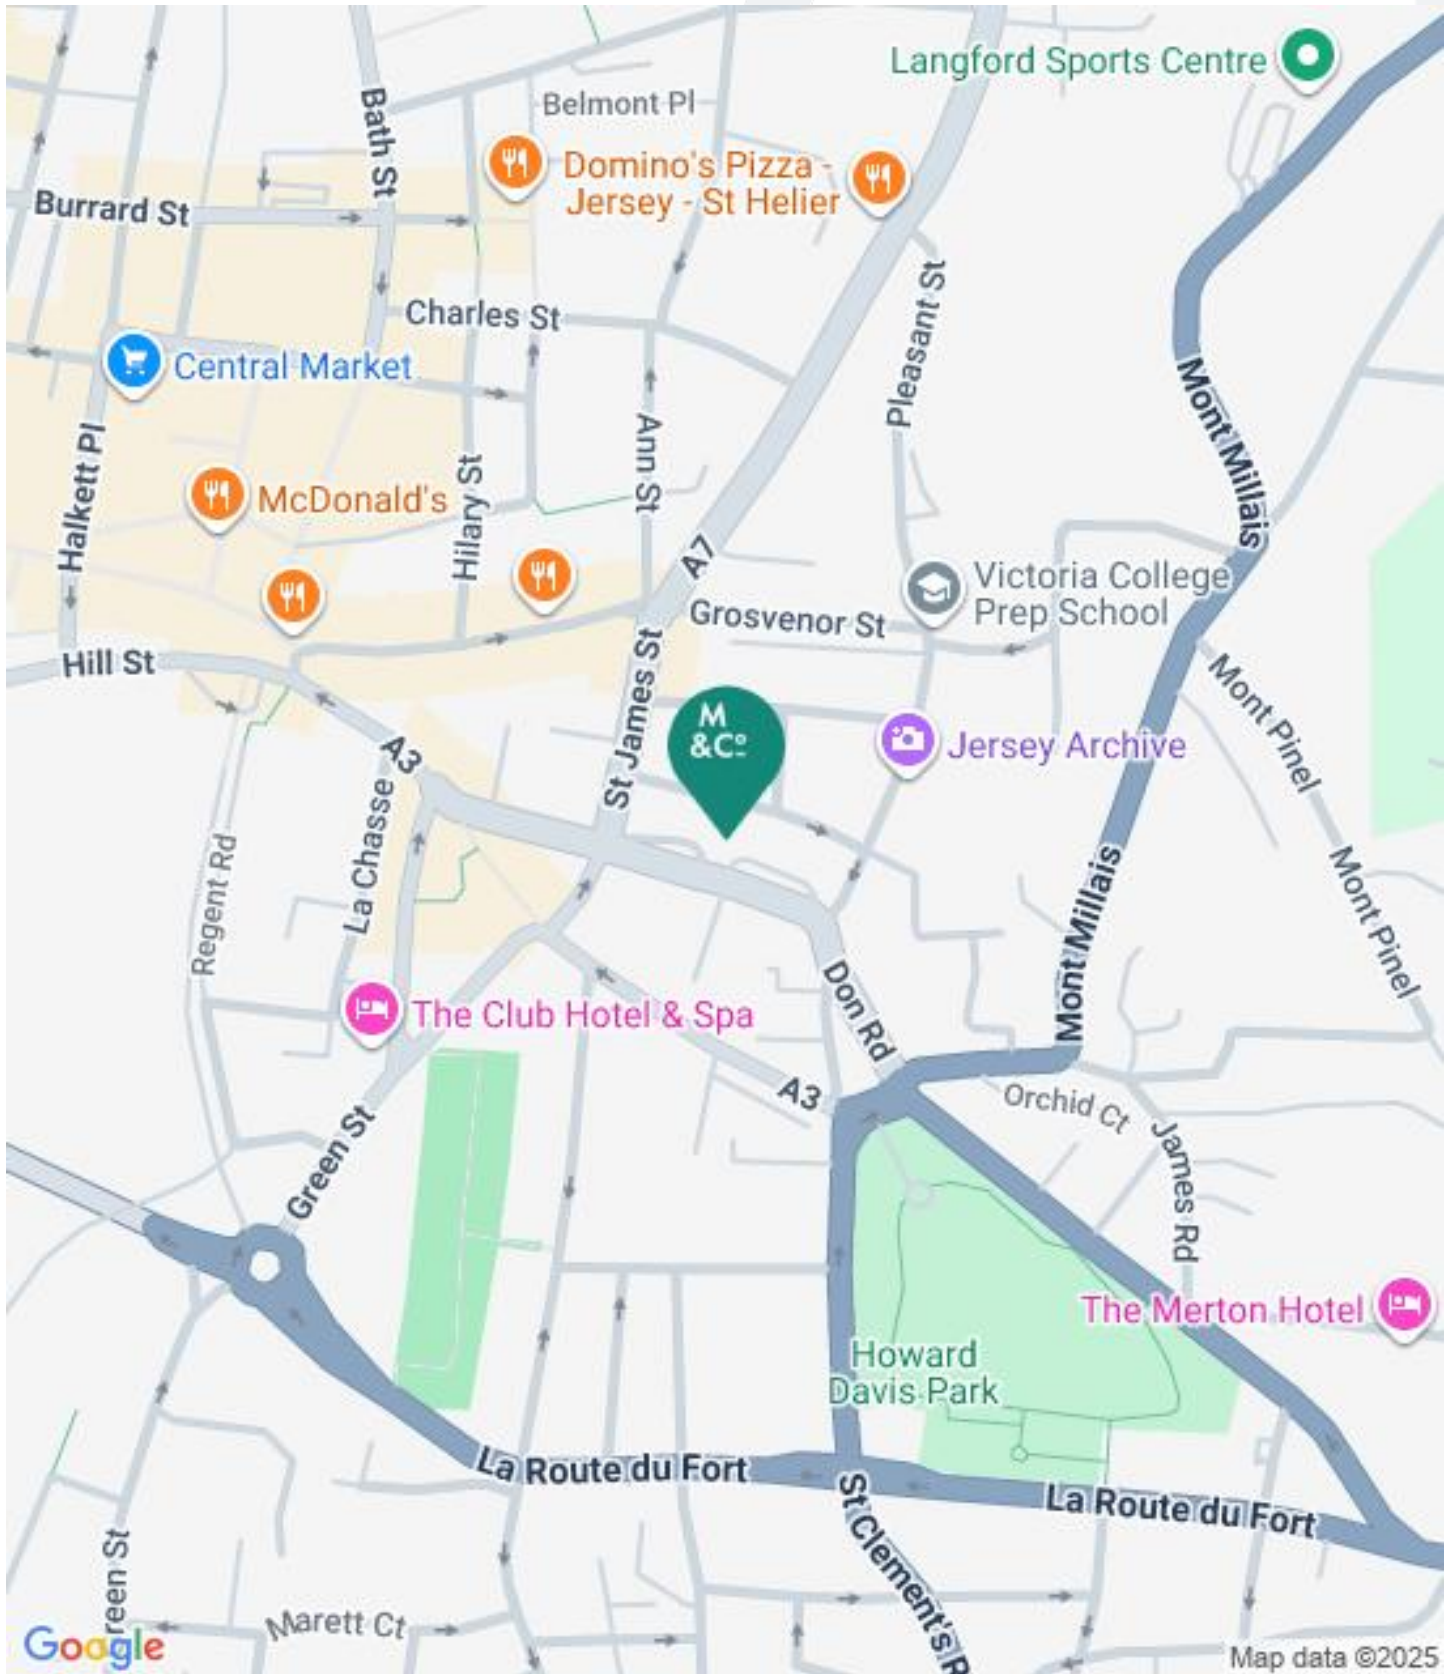 Langford Sports Centre
Belmont Pl
Bath St
Domino's Pizza -
Jersey - St Helier
Burrard St
Pleasant St
Charles St
Central Market
Mont Millais
Ann St
Halkett Pl
McDonald's
Hilary St
A7
Victoria College
Prep School
Grosvenor St
Hill St
St James St
Mont Pinel
M
&Co
A3
Jersey Archive
La Chasse
Regent Rd
Mont Millais
Mont Pinel
Don Rd
The Club Hotel & Spa
A3
Orchid Ct
Green St
James Rd
The Merton Hotel
Howard
Davis Park
La Route du Fort
La Route du Fort
St Clement's R
reen St
Marett Ct
Google
Map data ©2025